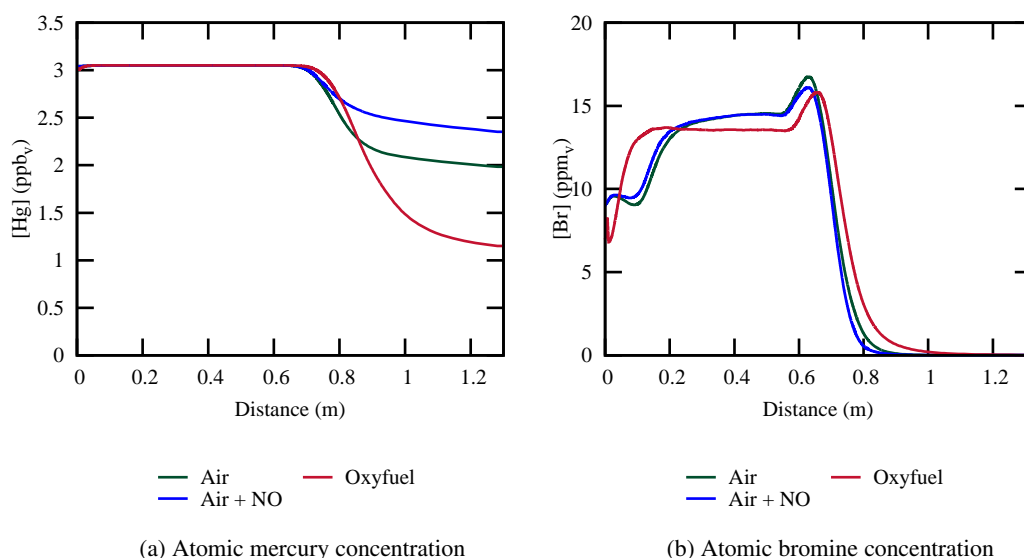 3.5
3
2.5
2
1.5
1
0.5
0
[Hg] (ppb_v)
0 0.2 0.4 0.6 0.8 1 1.2
Distance (m)
Air
Air + NO
Oxyfuel
(a) Atomic mercury concentration
20
15
10
5
0
[Br] (ppm_v)
0 0.2 0.4 0.6 0.8 1 1.2
Distance (m)
Air
Air + NO
Oxyfuel
(b) Atomic bromine concentration